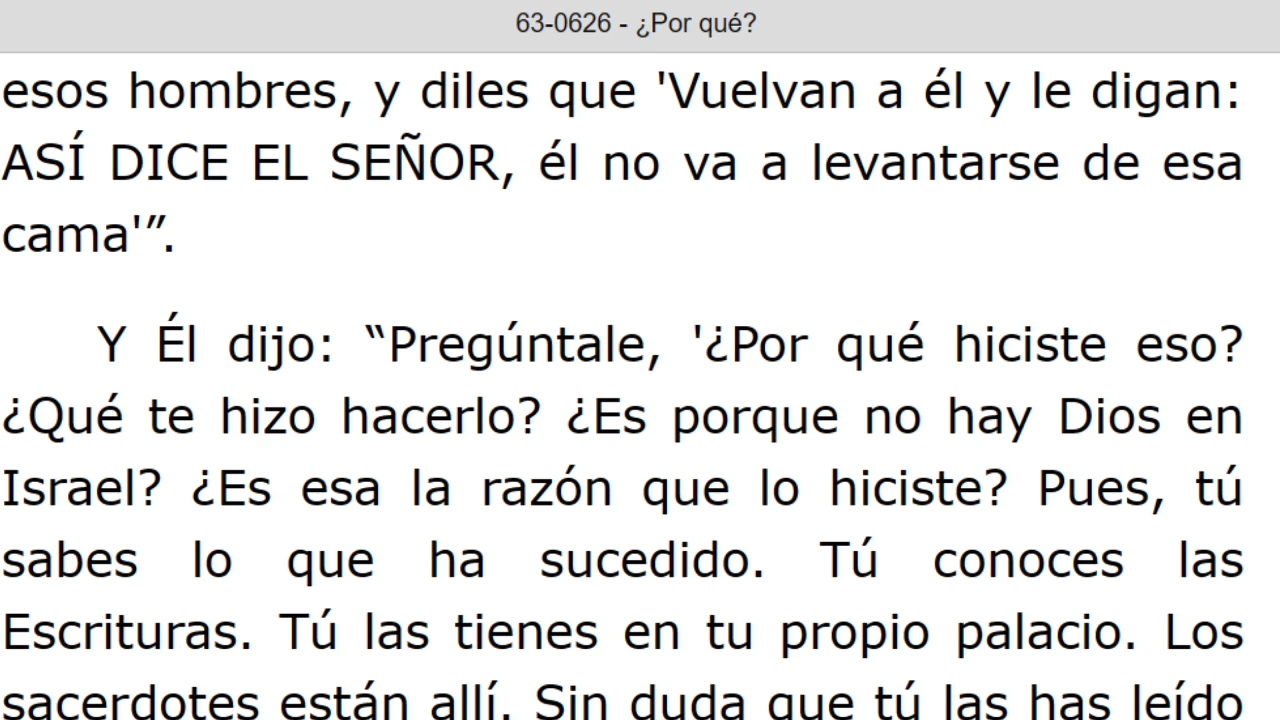 63-0626 - ¿Por qué?
esos hombres, y diles que 'Vuelvan a él y le digan:
ASÍ DICE EL SEÑOR, él no va a levantarse de esa
cama'”.
Y Él dijo: “Pregúntale, '¿Por qué hiciste eso?
¿Qué te hizo hacerlo? ¿Es porque no hay Dios en
Israel? ¿Es esa la razón que lo hiciste? Pues, tú
sabes lo que ha sucedido. Tú conoces las
Escrituras. Tú las tienes en tu propio palacio. Los
sacerdotes están allí. Sin duda que tú las has leído